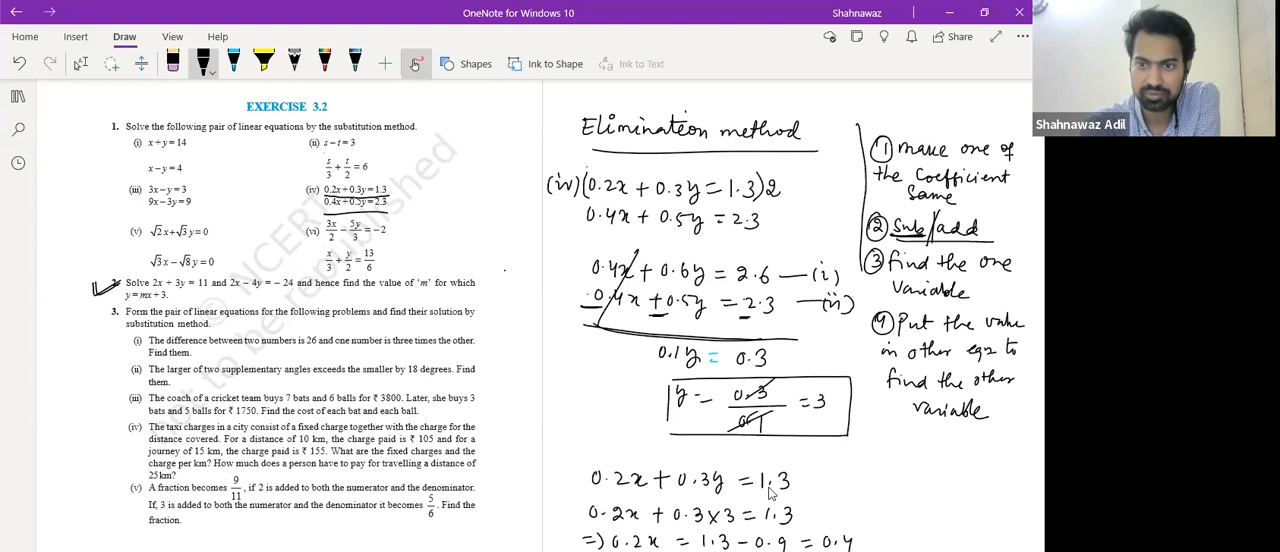 OneNote for Windows 10
Shahnawaz
Home Insert Draw View Help
Share
Shapes
Ink to Shape
Ink to Text
Shahnawaz Adil
© NCERT
not to be republished
EXERCISE 3.2
1. Solve the following pair of linear equations by the substitution method.
(i) x + y = 14 (ii) s – t = 3
x – y = 4 s/3 + t/2 = 6
(iii) 3x – y = 3 (iv) 0.2x + 0.3y = 1.3
9x – 3y = 9 0.4x + 0.5y = 2.3
(v) √2x + √3y = 0 (vi) 3x/2 – 5y/3 = –2
√3x – √8y = 0 x/3 + y/2 = 13/6
2. Solve 2x + 3y = 11 and 2x – 4y = – 24 and hence find the value of ‘m’ for which
y = mx + 3.
3. Form the pair of linear equations for the following problems and find their solution by
substitution method.
(i) The difference between two numbers is 26 and one number is three times the other.
Find them.
(ii) The larger of two supplementary angles exceeds the smaller by 18 degrees. Find
them.
(iii) The coach of a cricket team buys 7 bats and 6 balls for ₹ 3800. Later, she buys 3
bats and 5 balls for ₹ 1750. Find the cost of each bat and each ball.
(iv) The taxi charges in a city consist of a fixed charge together with the charge for the
distance covered. For a distance of 10 km, the charge paid is ₹ 105 and for a
journey of 15 km, the charge paid is ₹ 155. What are the fixed charges and the
charge per km? How much does a person have to pay for travelling a distance of
25 km?
(v) A fraction becomes 9/11, if 2 is added to both the numerator and the denominator.
If, 3 is added to both the numerator and the denominator it becomes 5/6. Find the
fraction.
Elimination method
(iv) (0.2x + 0.3y = 1.3)2
0.4x + 0.5y = 2.3
0.4x + 0.6y = 2.6 —(i)
0.4x + 0.5y = 2.3 —(ii)
0.1y = 0.3
y = 0.3/0.1 = 3
0.2x + 0.3y = 1.3
0.2x + 0.3×3 = 1.3
=) 0.2x = 1.3 - 0.9 = 0.4
① make one of
the Coefficient
Same
② Sub/add
③ find the one
variable
④ Put the value
in other eqn to
find the other
variable